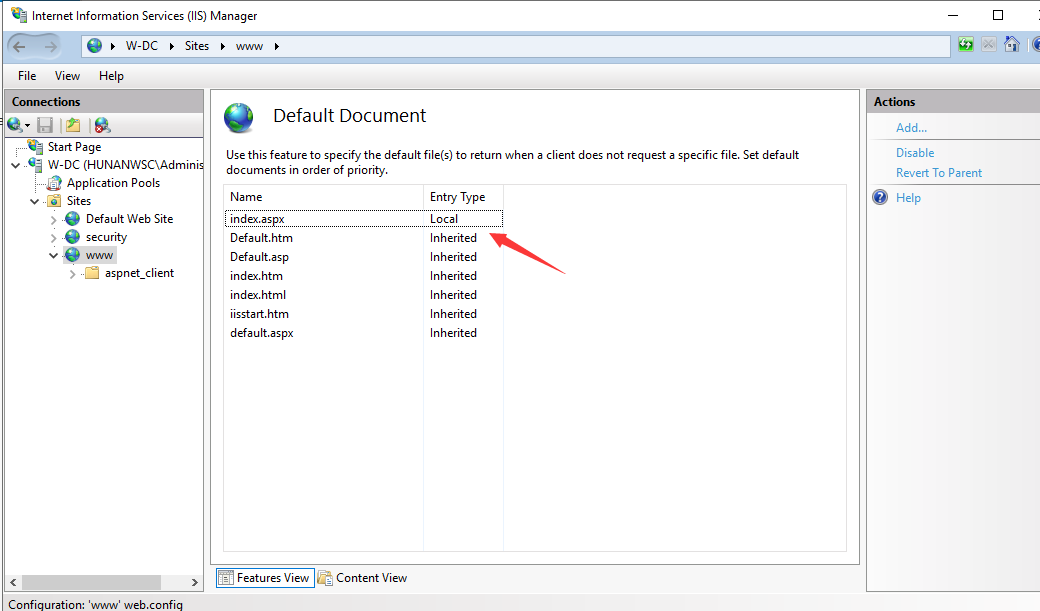 Internet Information Services (IIS) Manager
W-DC Sites www
File View Help
Connections
Start Page
W-DC (HUNANWSC\Adminis
Application Pools
Sites
Default Web Site
security
www
aspnet_client
Default Document
Use this feature to specify the default file(s) to return when a client does not request a specific file. Set default
documents in order of priority.
Name Entry Type
index.aspx Local
Default.htm Inherited
Default.asp Inherited
index.htm Inherited
index.html Inherited
iisstart.htm Inherited
default.aspx Inherited
Features View Content View
Actions
Add...
Disable
Revert To Parent
Help
Configuration: 'www' web.config